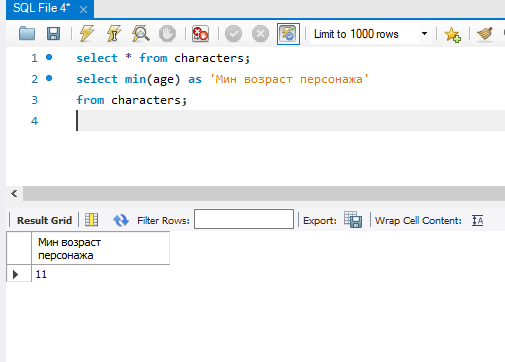 SQL File 4*
Limit to 1000 rows
1 select * from characters;
2 select min(age) as 'Мин возраст персонажа'
3 from characters;
4
Result Grid Filter Rows: Export: Wrap Cell Content:
Мин возраст
персонажа
11